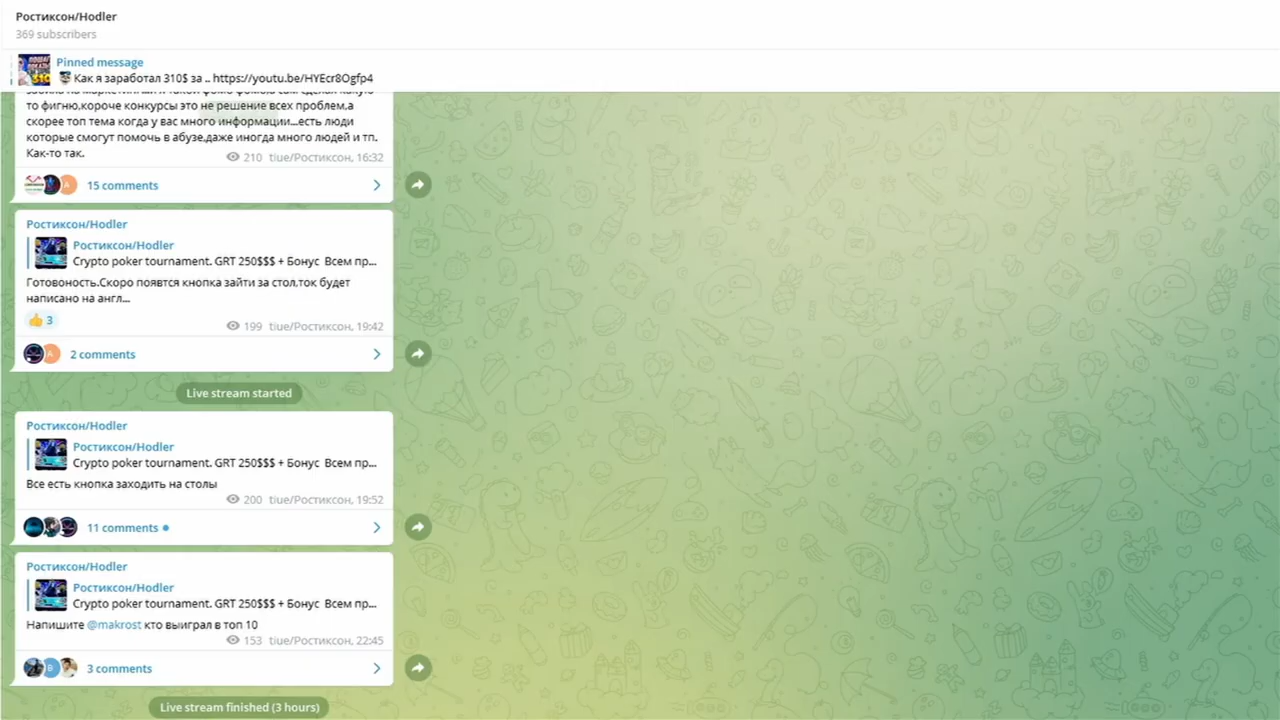 Ростиксон/Hodler
369 subscribers
Pinned message
Как я заработал 310$ за .. https://youtu.be/HYEcr8Ogfp4
то фигню,короче конкурсы это не решение всех проблем,а
скорее топ тема когда у вас много информации...есть люди
которые смогут помочь в абузе,даже иногда много людей и тп.
Как-то так.
210 tiue/Ростиксон, 16:32
15 comments
Ростиксон/Hodler
Ростиксон/Hodler
Crypto poker tournament. GRT 250$$$ + Бонус Всем пр...
Готовоность.Скоро появтся кнопка зайти за стол,ток будет
написано на англ...
3
199 tiue/Ростиксон, 19:42
2 comments
Live stream started
Ростиксон/Hodler
Ростиксон/Hodler
Crypto poker tournament. GRT 250$$$ + Бонус Всем пр...
Все есть кнопка заходить на столы
200 tiue/Ростиксон, 19:52
11 comments
Ростиксон/Hodler
Ростиксон/Hodler
Crypto poker tournament. GRT 250$$$ + Бонус Всем пр...
Напишите @makrost кто выиграл в топ 10
153 tiue/Ростиксон, 22:45
3 comments
Live stream finished (3 hours)